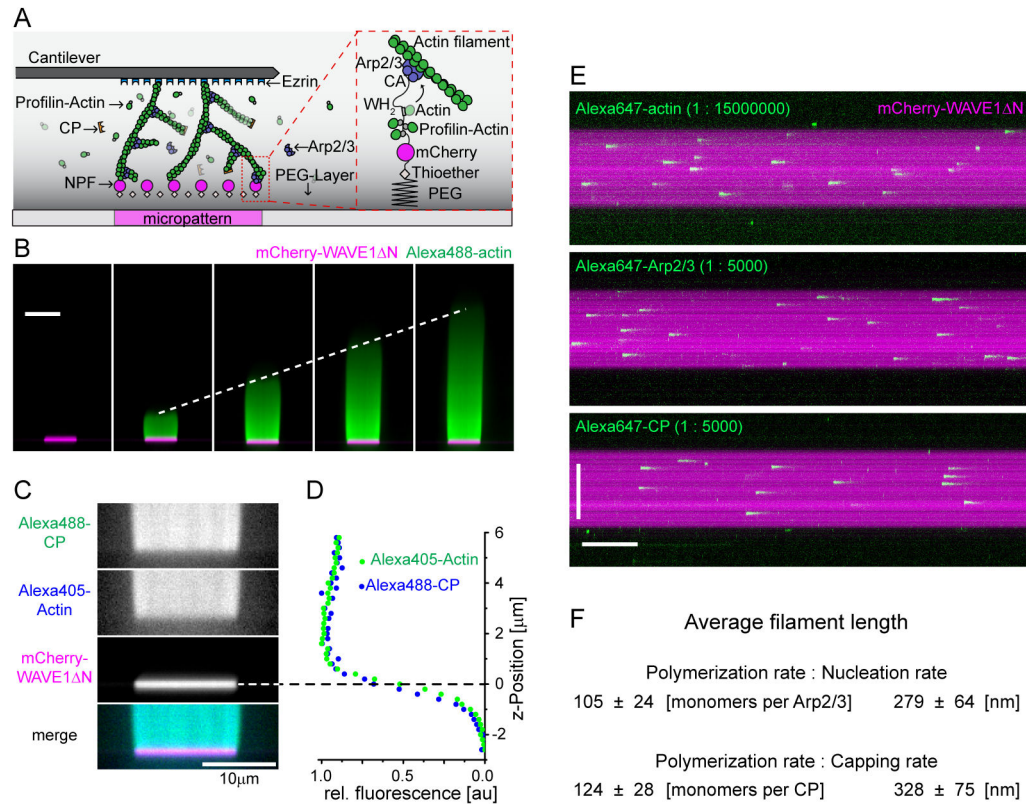 A
Cantilever
Ezrin
Profilin-Actin
CP
Arp2/3
NPF
PEG-Layer
micropattern
Actin filament
Arp2/3
CA
WH
2
Actin
Profilin-Actin
mCherry
Thioether
PEG
B
mCherry-WAVE1ΔN Alexa488-actin
C
Alexa488-
CP
Alexa405-
Actin
mCherry-
WAVE1ΔN
merge
10μm
D
Alexa405-Actin
Alexa488-CP
6
4
2
0
-2
z-Position [μm]
1.0 0.5 0.0
rel. fluorescence [au]
E
Alexa647-actin (1 : 15000000) mCherry-WAVE1ΔN
Alexa647-Arp2/3 (1 : 5000)
Alexa647-CP (1 : 5000)
F
Average filament length
Polymerization rate : Nucleation rate
105 ± 24 [monomers per Arp2/3] 279 ± 64 [nm]
Polymerization rate : Capping rate
124 ± 28 [monomers per CP] 328 ± 75 [nm]